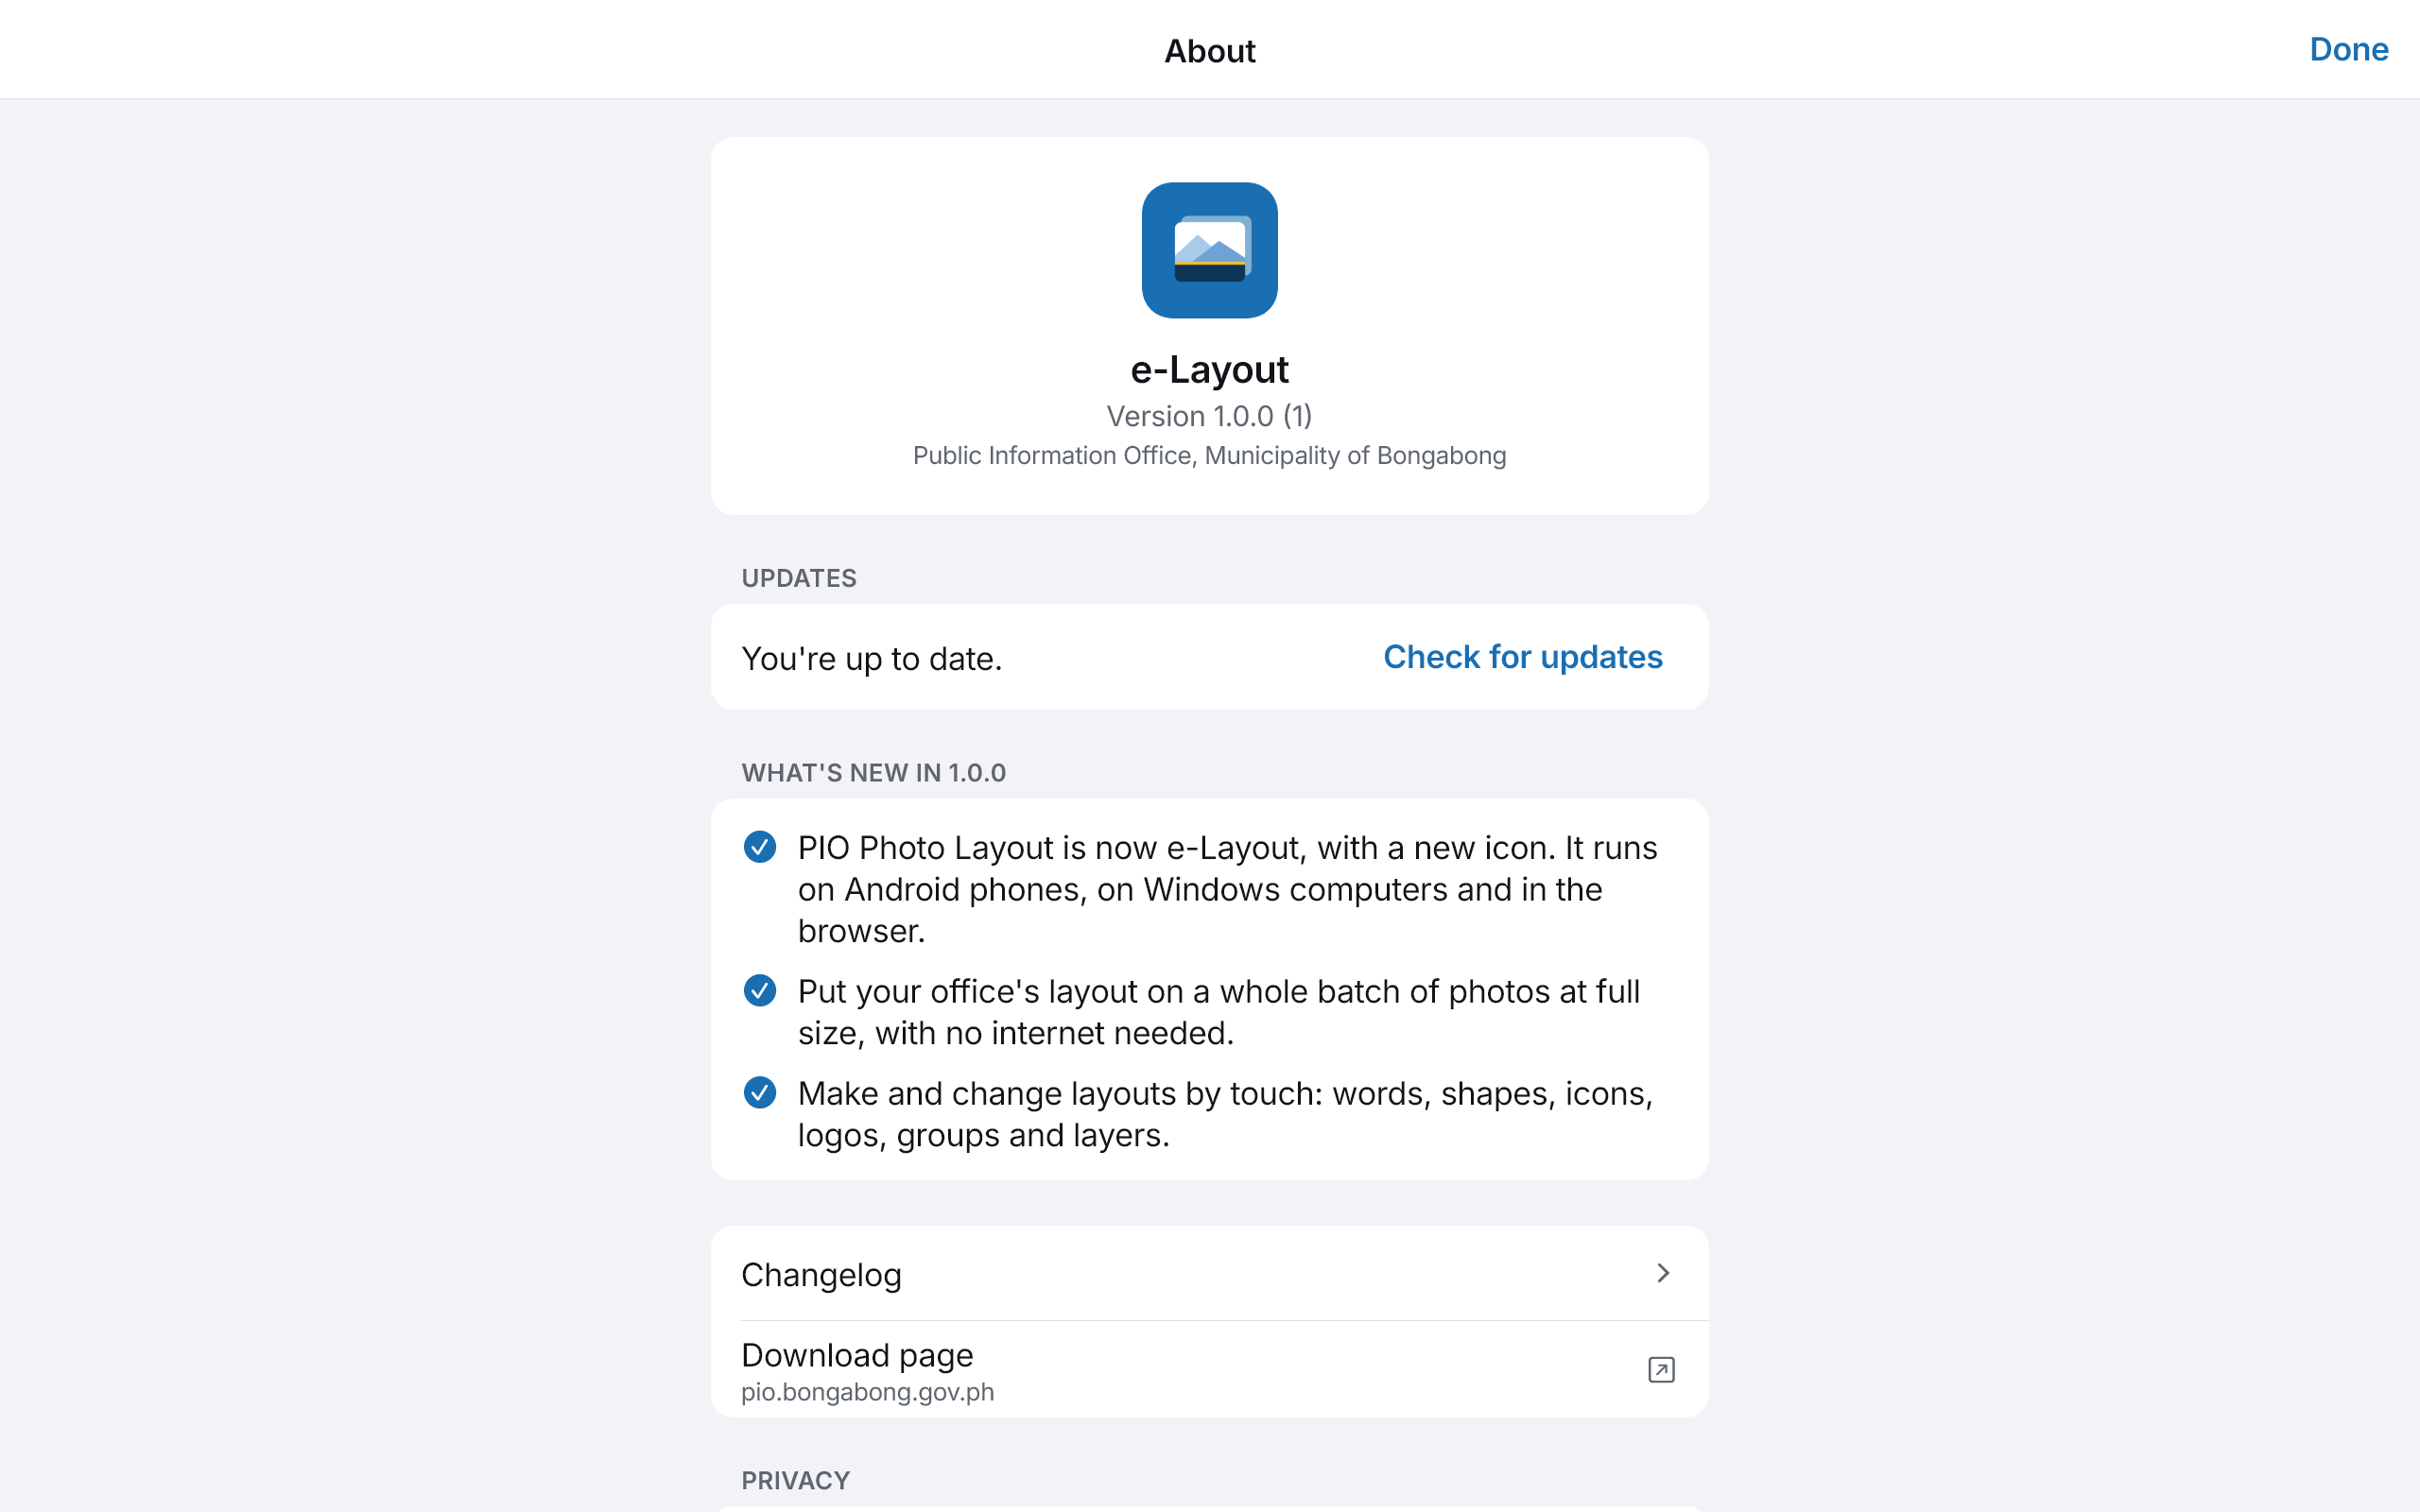 About
Done
e-Layout
Version 1.0.0 (1)
Public Information Office, Municipality of Bongabong
UPDATES
You're up to date.
Check for updates
WHAT'S NEW IN 1.0.0
PIO Photo Layout is now e-Layout, with a new icon. It runs
on Android phones, on Windows computers and in the
browser.
Put your office's layout on a whole batch of photos at full
size, with no internet needed.
Make and change layouts by touch: words, shapes, icons,
logos, groups and layers.
Changelog
Download page
pio.bongabong.gov.ph
PRIVACY